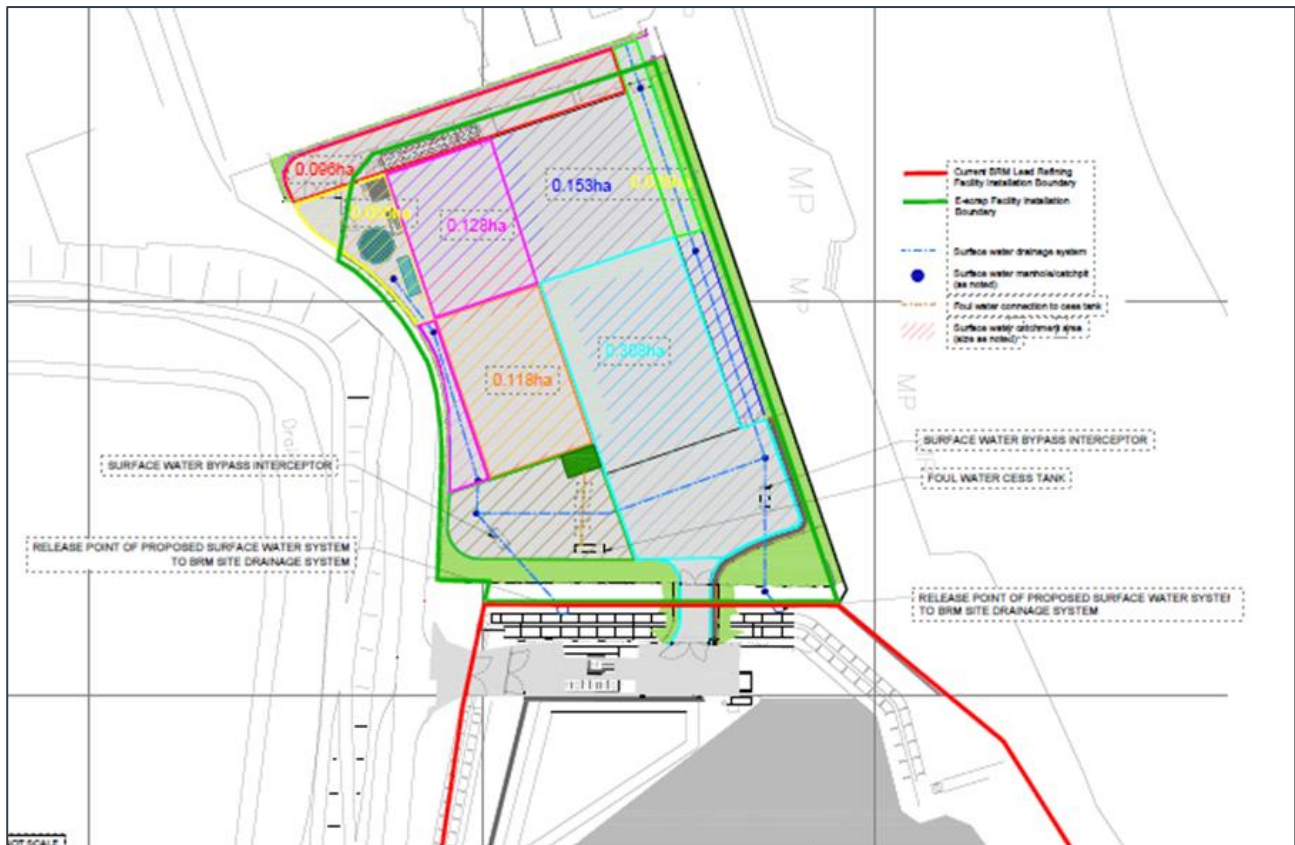 0.096ha
0.153ha
0.128ha
0.118ha
MP
MP
MP
Current BRM Lead Refining
Facility Installation Boundary
E-scrap Facility Installation
Boundary
Surface water drainage system
Surface water manhole/catchpit
(as noted)
Foul water connection to cess tank
Surface water catchment area
(size as noted)
SURFACE WATER BYPASS INTERCEPTOR
SURFACE WATER BYPASS INTERCEPTOR
FOUL WATER CESS TANK
RELEASE POINT OF PROPOSED SURFACE WATER SYSTEM
TO BRM SITE DRAINAGE SYSTEM
RELEASE POINT OF PROPOSED SURFACE WATER SYSTE
TO BRM SITE DRAINAGE SYSTEM